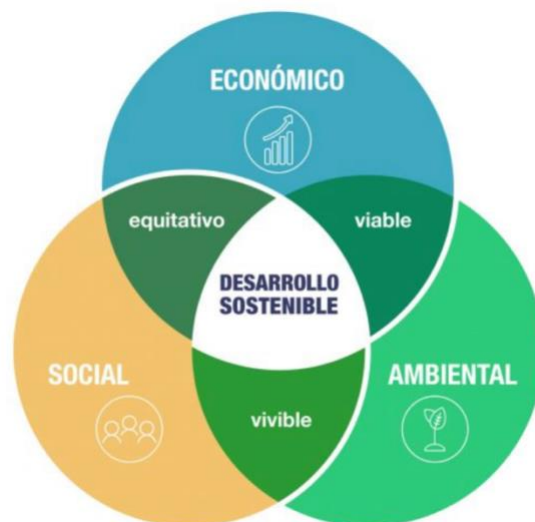 ECONÓMICO
equitativo
viable
DESARROLLO
SOSTENIBLE
SOCIAL
AMBIENTAL
vivible